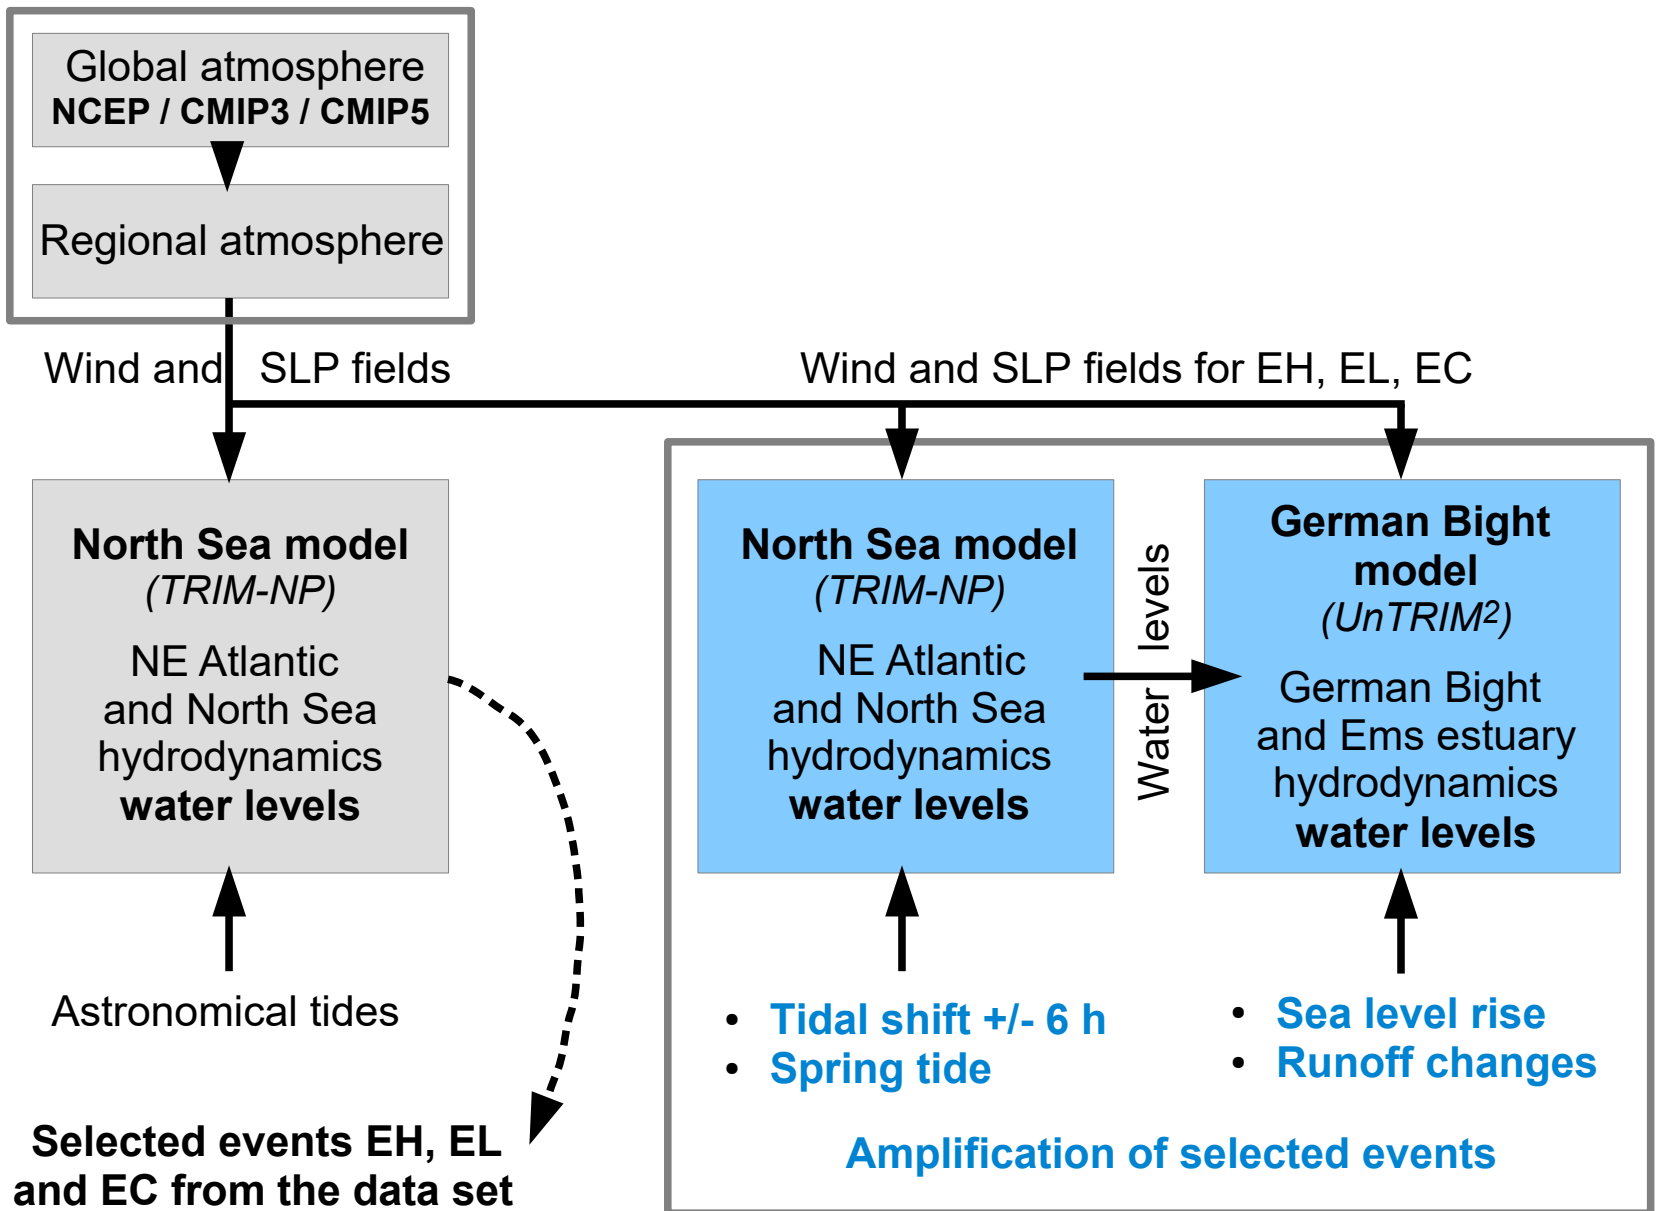 Global atmosphere
NCEP / CMIP3 / CMIP5
Regional atmosphere
Wind and SLP fields
Wind and SLP fields for EH, EL, EC
North Sea model
(TRIM-NP)
NE Atlantic
and North Sea
hydrodynamics
water levels
Astronomical tides
Selected events EH, EL
and EC from the data set
North Sea model
(TRIM-NP)
NE Atlantic
and North Sea
hydrodynamics
water levels
Water levels
German Bight
model
(UnTRIM²)
German Bight
and Ems estuary
hydrodynamics
water levels
• Tidal shift +/- 6 h
• Spring tide
• Sea level rise
• Runoff changes
Amplification of selected events